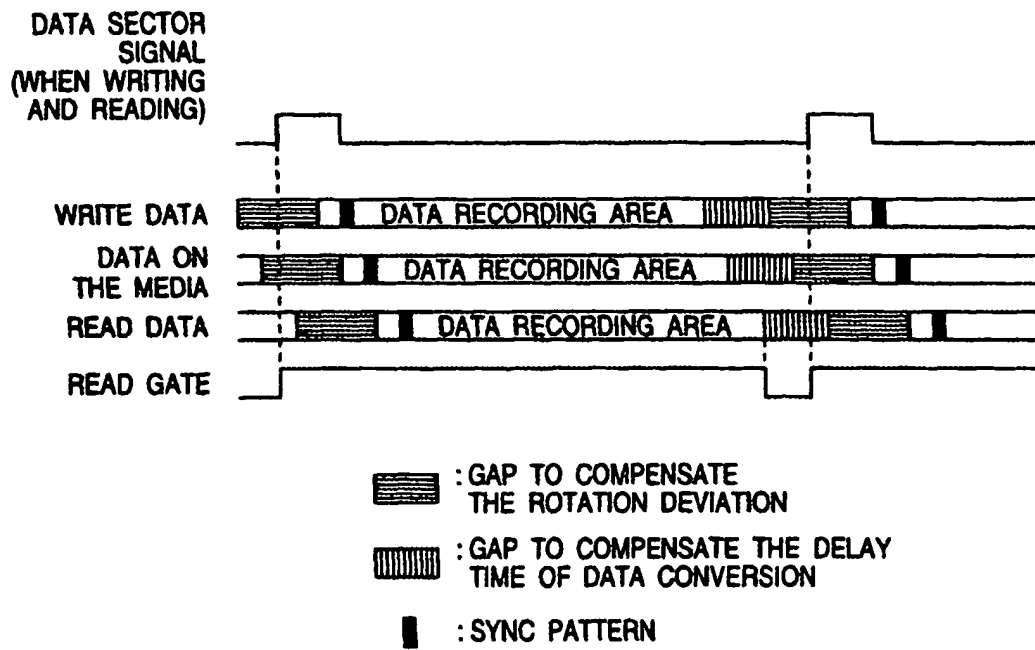 DATA SECTOR
SIGNAL
(WHEN WRITING
AND READING)
WRITE DATA
DATA RECORDING AREA
DATA ON
THE MEDIA
DATA RECORDING AREA
READ DATA
DATA RECORDING AREA
READ GATE
: GAP TO COMPENSATE
THE ROTATION DEVIATION
: GAP TO COMPENSATE THE DELAY
TIME OF DATA CONVERSION
: SYNC PATTERN